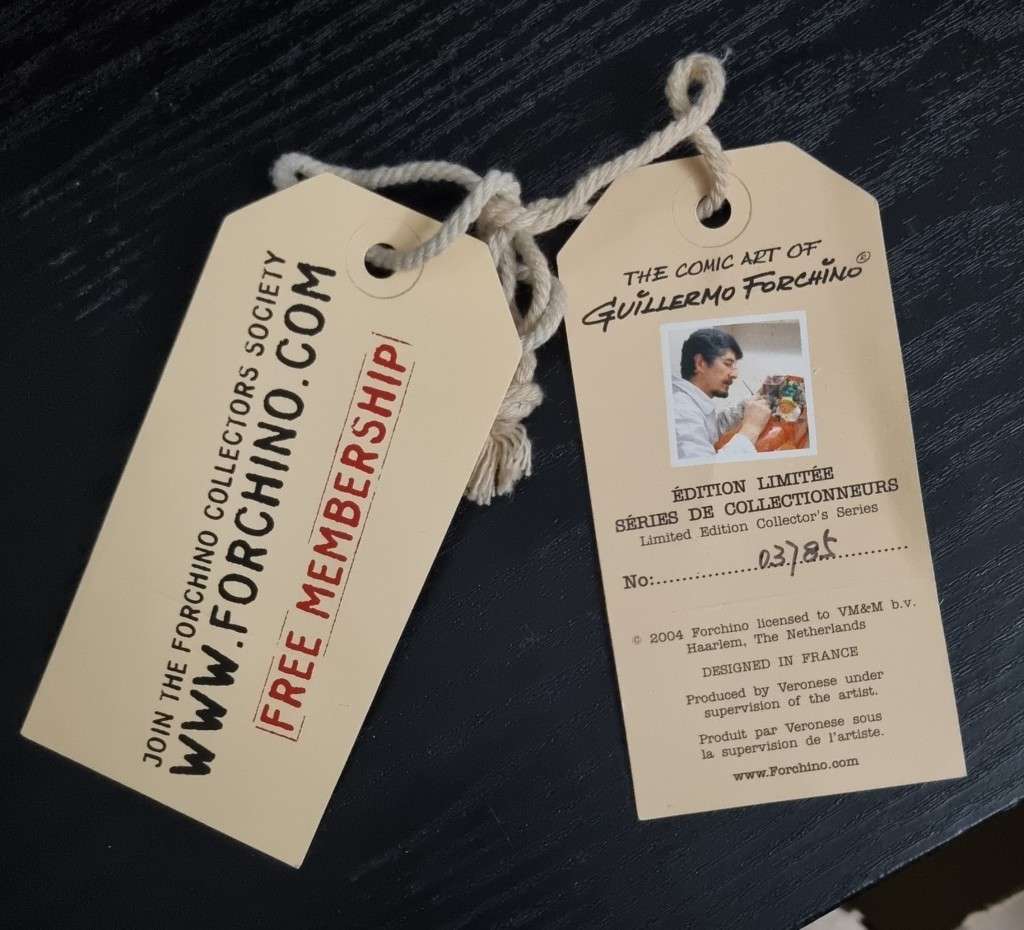 JOIN THE FORCHINO COLLECTORS SOCIETY
WWW.FORCHINO.COM
FREE MEMBERSHIP
THE COMIC ART OF
GUILLERMO FORCHINO®
ÉDITION LIMITÉE
SÉRIES DE COLLECTIONNEURS
Limited Edition Collector's Series
No:..................03785..................
© 2004 Forchino licensed to VM&M b.v.
Haarlem, The Netherlands
DESIGNED IN FRANCE
Produced by Veronese under
supervision of the artist.
Produit par Veronese sous
la supervision de l'artiste.
www.Forchino.com